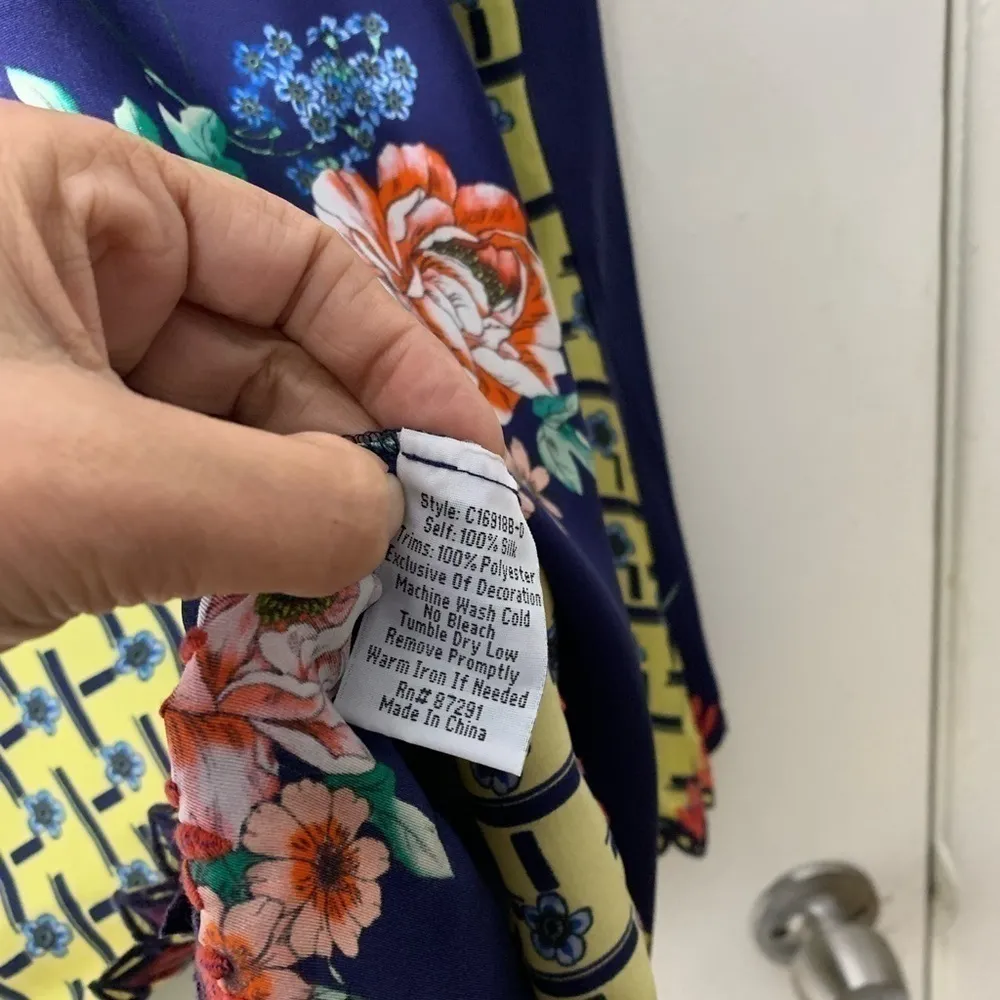 Style: C16918B-0
Self: 100% Silk
Trims: 100% Polyester
Exclusive Of Decoration
Machine Wash Cold
NO Bleach
Tumble Dry Low
Remove Promptly
Warm Iron If Needed
Rn# 87291
Made In China